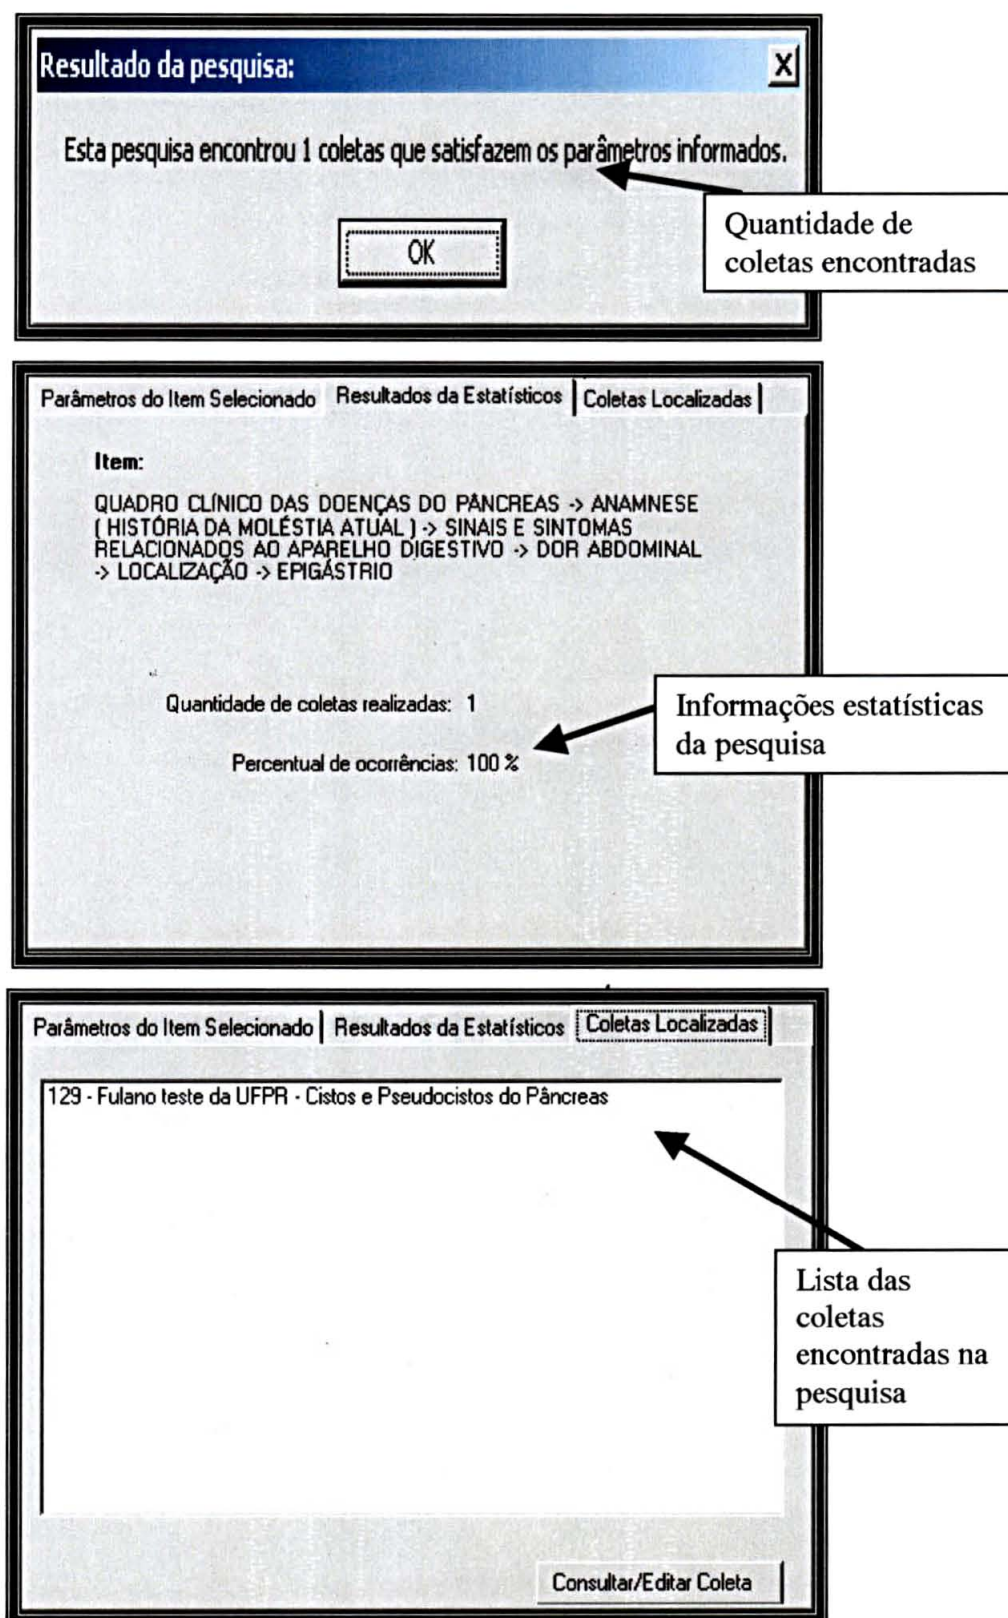 Resultado da pesquisa:
X
Esta pesquisa encontrou 1 coletas que satisfazem os parâmetros informados.
OK
Quantidade de
coletas encontradas
Parâmetros do Item Selecionado Resultados da Estatísticos Coletas Localizadas
Item:
QUADRO CLÍNICO DAS DOENÇAS DO PÂNCREAS -> ANAMNESE
( HISTÓRIA DA MOLÉSTIA ATUAL ) -> SINAIS E SINTOMAS
RELACIONADOS AO APARELHO DIGESTIVO -> DOR ABDOMINAL
-> LOCALIZAÇÃO -> EPIGÁSTRIO
Quantidade de coletas realizadas: 1
Percentual de ocorrências: 100 %
Informações estatísticas
da pesquisa
Parâmetros do Item Selecionado Resultados da Estatísticos Coletas Localizadas
129 - Fulano teste da UFPR - Cistos e Pseudocistos do Pâncreas
Lista das
coletas
encontradas na
pesquisa
Consultar/Editar Coleta